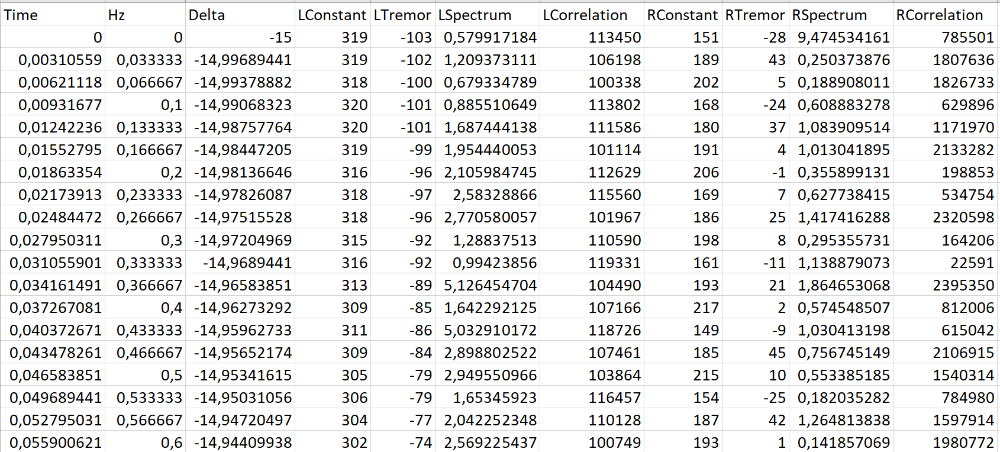 Time Hz Delta LConstant LTremor LSpectrum LCorrelation RConstant RTremor RSpectrum RCorrelation
0 0 -15 319 -103 0,579917184 113450 151 -28 9,474534161 785501
0,00310559 0,033333 -14,99689441 319 -102 1,209373111 106198 189 43 0,250373876 1807636
0,00621118 0,066667 -14,99378882 318 -100 0,679334789 100338 202 5 0,188908011 1826733
0,00931677 0,1 -14,99068323 320 -101 0,885510649 113802 168 -24 0,608883278 629896
0,01242236 0,133333 -14,98757764 320 -101 1,687444138 111586 180 37 1,083909514 1171970
0,01552795 0,166667 -14,98447205 319 -99 1,954440053 101114 191 4 1,013041895 2133282
0,01863354 0,2 -14,98136646 316 -96 2,105984745 112629 206 -1 0,355899131 198853
0,02173913 0,233333 -14,97826087 318 -97 2,58328866 115560 169 7 0,627738415 534754
0,02484472 0,266667 -14,97515528 318 -96 2,770580057 101967 186 25 1,417416288 2320598
0,027950311 0,3 -14,97204969 315 -92 1,28837513 110590 198 8 0,295355731 164206
0,031055901 0,333333 -14,9689441 316 -92 0,99423856 119331 161 -11 1,138879073 22591
0,034161491 0,366667 -14,96583851 313 -89 5,126454704 104490 193 21 1,864653068 2395350
0,037267081 0,4 -14,96273292 309 -85 1,642292125 107166 217 2 0,574548507 812006
0,040372671 0,433333 -14,95962733 311 -86 5,032910172 118726 149 -9 1,030413198 615042
0,043478261 0,466667 -14,95652174 309 -84 2,898802522 107461 185 45 0,756745149 2106915
0,046583851 0,5 -14,95341615 305 -79 2,949550966 103864 215 10 0,553385185 1540314
0,049689441 0,533333 -14,95031056 306 -79 1,65345923 116457 154 -25 0,182035282 784980
0,052795031 0,566667 -14,94720497 304 -77 2,042252348 110128 187 42 1,264813838 1597914
0,055900621 0,6 -14,94409938 302 -74 2,569225437 100749 193 1 0,141857069 1980772